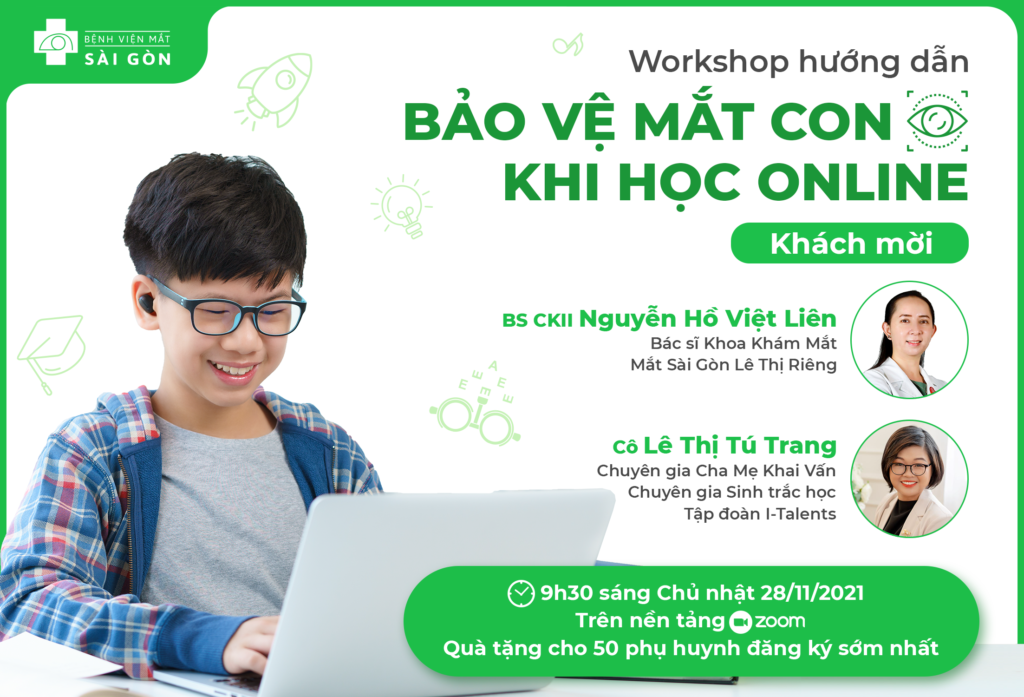 BỆNH VIỆN MẮT
SÀI GÒN
Workshop hướng dẫn
BẢO VỆ MẮT CON
KHI HỌC ONLINE
Khách mời
BS CKII Nguyễn Hồ Việt Liên
Bác sĩ Khoa Khám Mắt
Mắt Sài Gòn Lê Thị Riêng
E E E E A E E E
Cô Lê Thị Tú Trang
Chuyên gia Cha Mẹ Khai Vấn
Chuyên gia Sinh trắc học
Tập đoàn I-Talents
9h30 sáng Chủ nhật 28/11/2021
Trên nền tảng zoom
Quà tặng cho 50 phụ huynh đăng ký sớm nhất